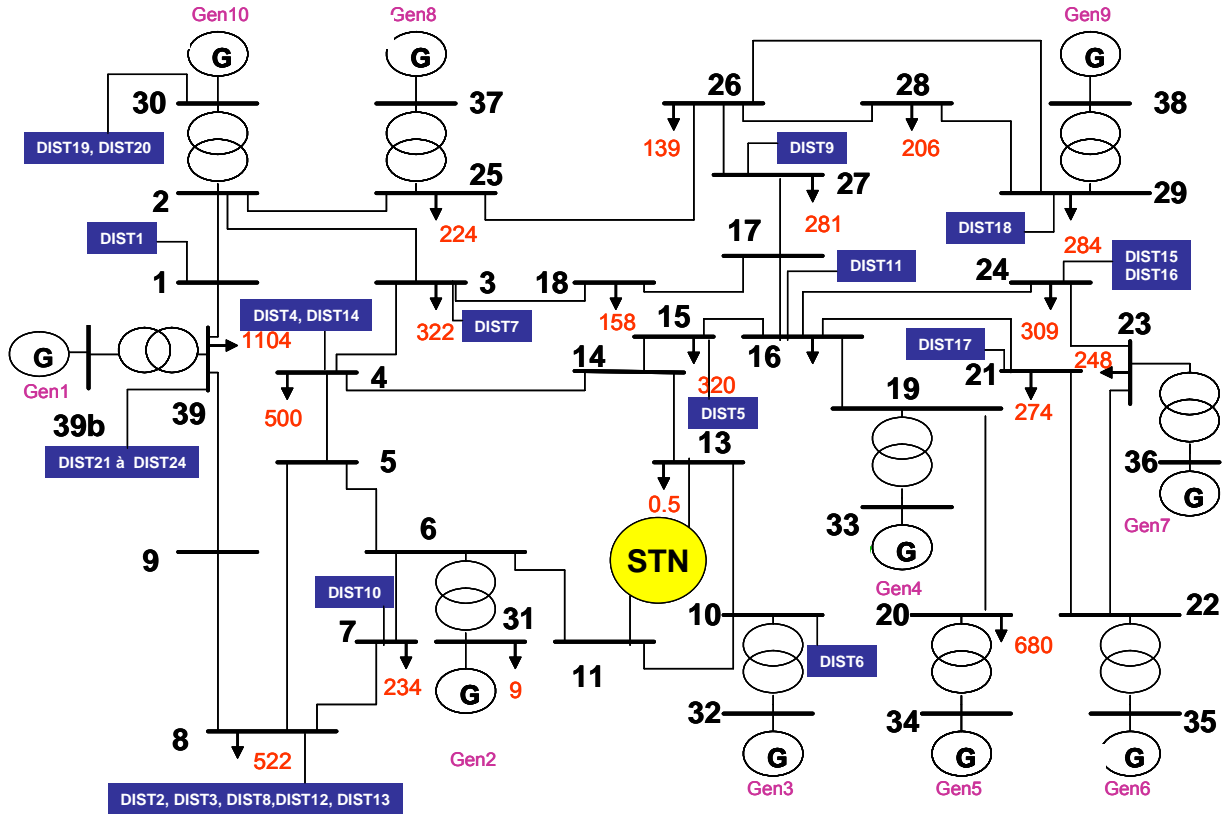 Gen10
Gen8
Gen9
G
G
G
30
37
26
28
38
DIST19, DIST20
139
206
DIST9
2
25
27
29
DIST18
224
281
284
DIST1
17
DIST11
DIST15
DIST16
1
3
18
24
DIST4, DIST14
322
DIST7
158
15
309
23
1104
16
DIST17
248
G
Gen1
14
320
21
4
19
274
39
39b
500
DIST5
13
DIST21 à DIST24
5
36
0.5
G
Gen7
6
33
9
STN
G
Gen4
DIST10
31
10
20
22
7
DIST6
680
11
234
G
9
32
34
35
8
522
Gen2
G
G
G
Gen3
Gen5
Gen6
DIST2, DIST3, DIST8,DIST12, DIST13